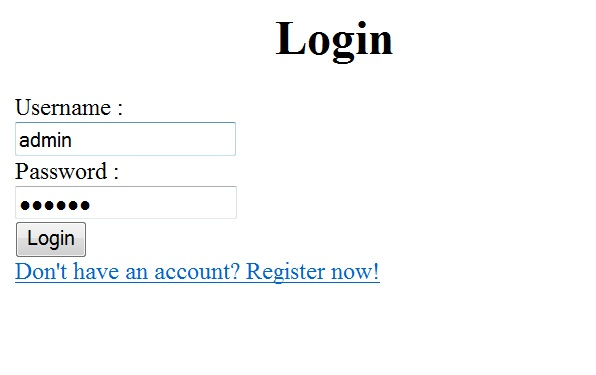 Login
Username :
admin
Password :
●●●●●●
Login
Don't have an account? Register now!